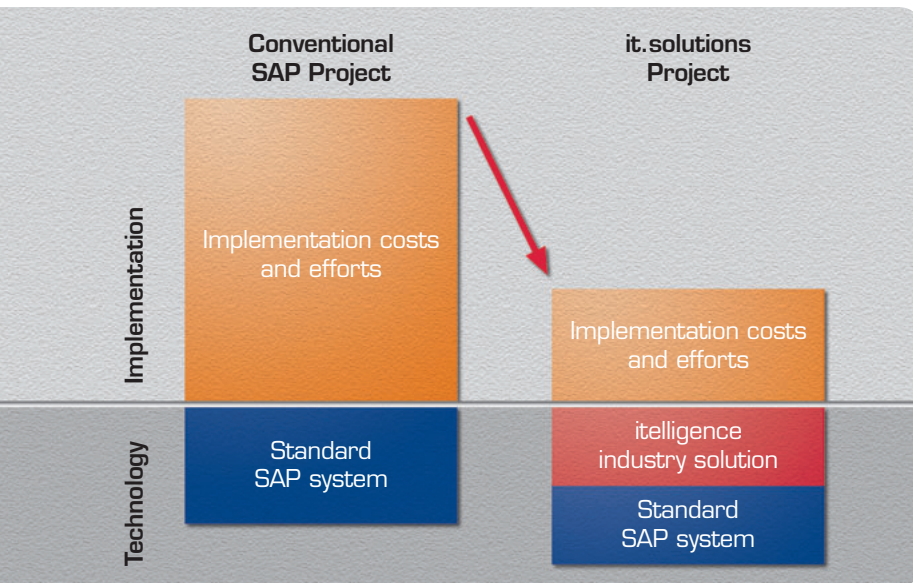 Conventional
SAP Project
it.solutions
Project
Implementation
Implementation costs
and efforts
Implementation costs
and efforts
Technology
Standard
SAP system
itelligence
industry solution
Standard
SAP system